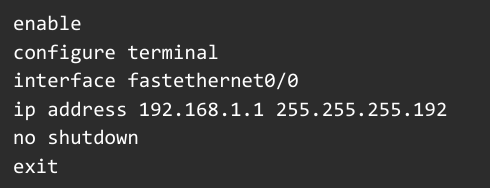 enable
configure terminal
interface fastethernet0/0
ip address 192.168.1.1 255.255.255.192
no shutdown
exit